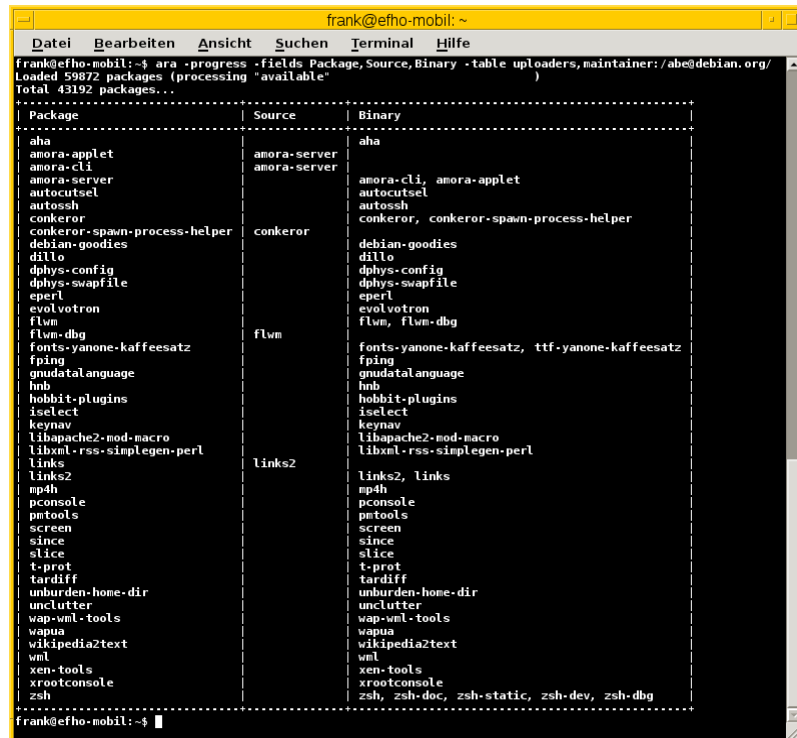 frank@efho-mobil: ~
Datei Bearbeiten Ansicht Suchen Terminal Hilfe
frank@efho-mobil:~$ ara -progress -fields Package,Source,Binary -table uploaders,maintainer:/abe@debian.org/
Loaded 59872 packages (processing "available" )
Total 43192 packages...
| Package | Source | Binary |
| aha | | aha |
| amora-applet | amora-server | |
| amora-cli | amora-server | |
| amora-server | | amora-cli, amora-applet |
| autocutsel | | autocutsel |
| autossh | | autossh |
| conkeror | | conkeror, conkeror-spawn-process-helper |
| conkeror-spawn-process-helper | conkeror | |
| debian-goodies | | debian-goodies |
| dillo | | dillo |
| dphys-config | | dphys-config |
| dphys-swapfile | | dphys-swapfile |
| eperl | | eperl |
| evolvotron | | evolvotron |
| flwm | | flwm, flwm-dbg |
| flwm-dbg | flwm | |
| fonts-yanone-kaffeesatz | | fonts-yanone-kaffeesatz, ttf-yanone-kaffeesatz |
| fping | | fping |
| gnudatalanguage | | gnudatalanguage |
| hnb | | hnb |
| hobbit-plugins | | hobbit-plugins |
| iselect | | iselect |
| keynav | | keynav |
| libapache2-mod-macro | | libapache2-mod-macro |
| libxml-rss-simplegen-perl | | libxml-rss-simplegen-perl |
| links | links2 | |
| links2 | | links2, links |
| mp4h | | mp4h |
| pconsole | | pconsole |
| pmtools | | pmtools |
| screen | | screen |
| since | | since |
| slice | | slice |
| t-prot | | t-prot |
| tardiff | | tardiff |
| unburden-home-dir | | unburden-home-dir |
| unclutter | | unclutter |
| wap-wml-tools | | wap-wml-tools |
| wapua | | wapua |
| wikipedia2text | | wikipedia2text |
| wml | | wml |
| xen-tools | | xen-tools |
| xrootconsole | | xrootconsole |
| zsh | | zsh, zsh-doc, zsh-static, zsh-dev, zsh-dbg |
frank@efho-mobil:~$